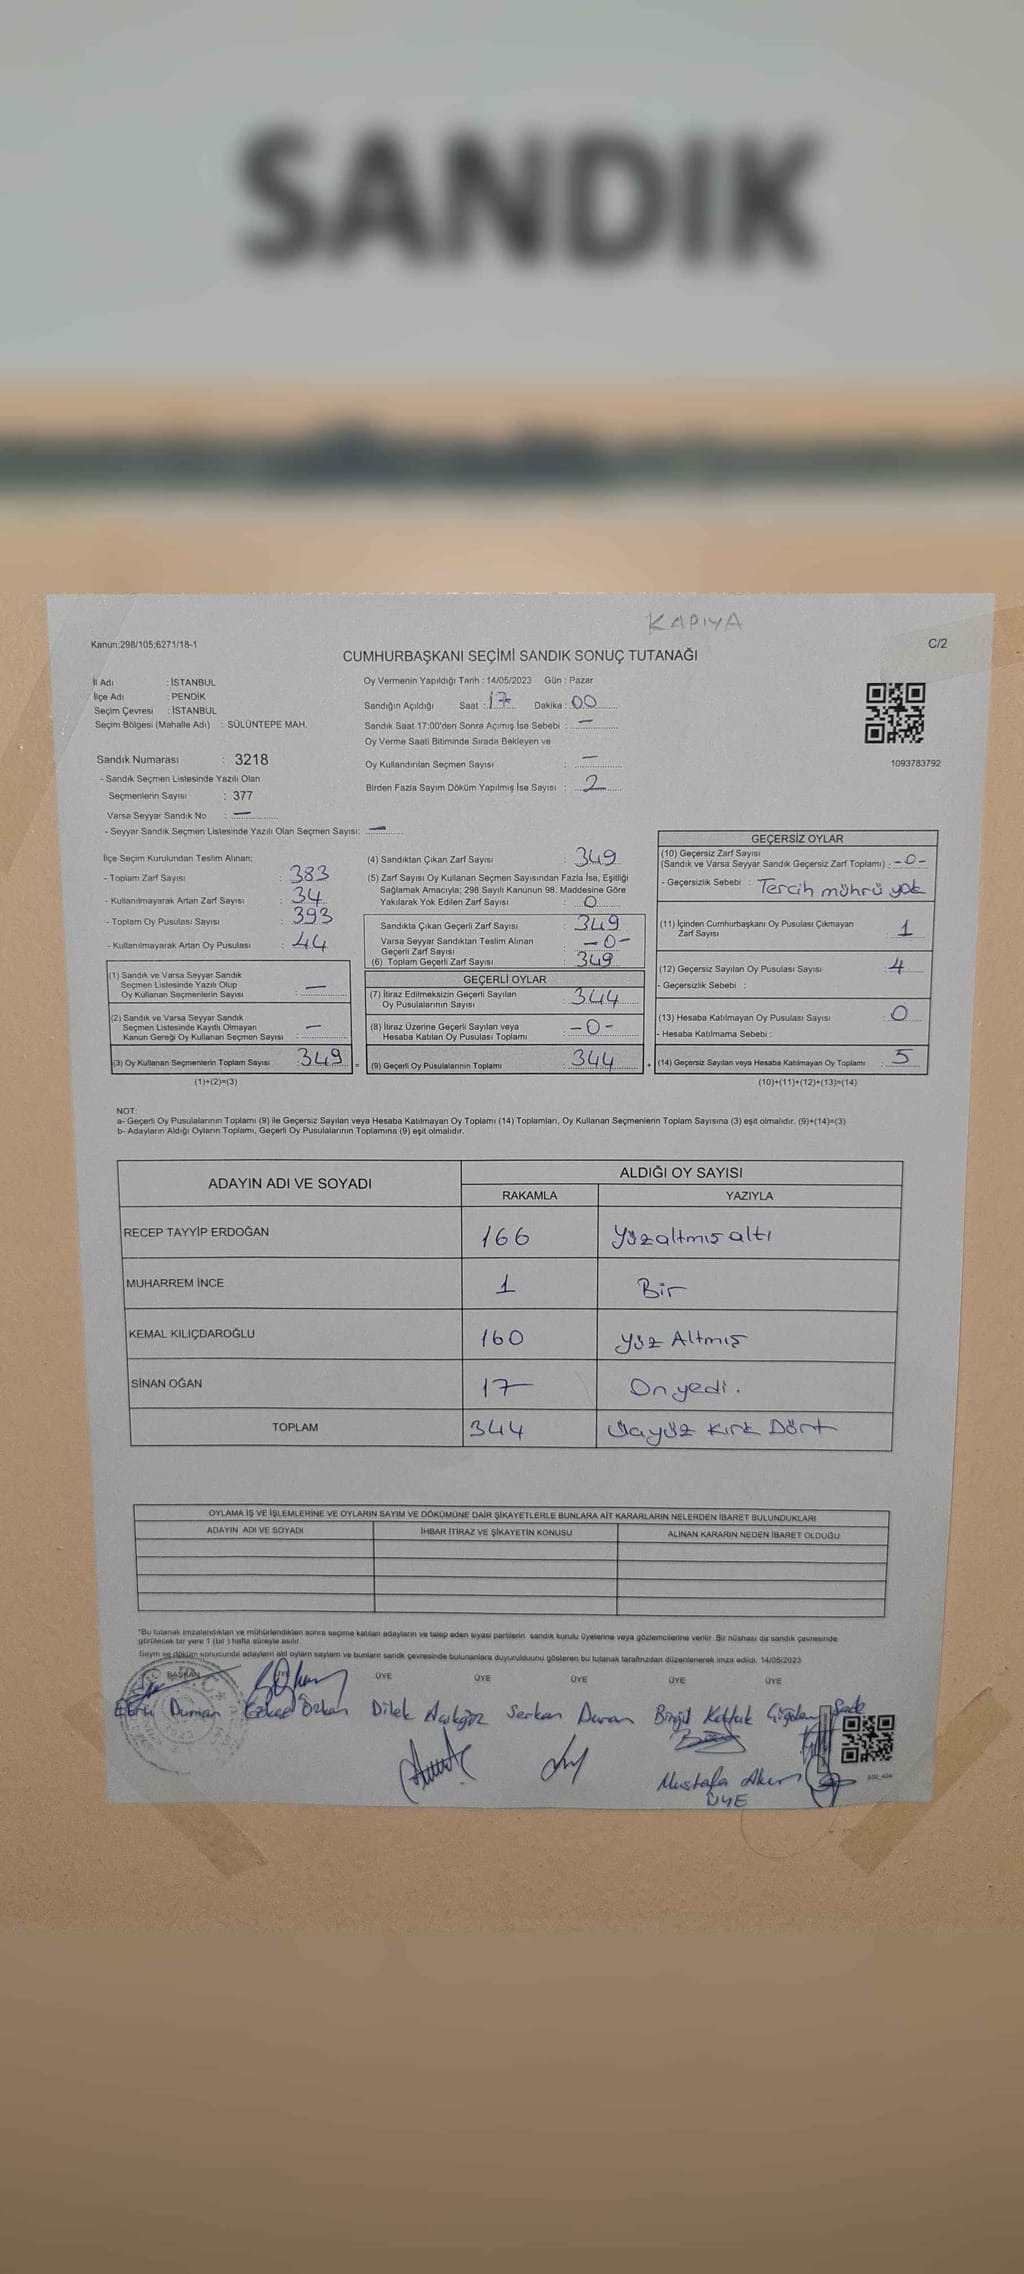 SANDIK
KAPIYA
Kanun:298/105;6271/18-1
C/2
CUMHURBAŞKANI SEÇİMİ SANDIK SONUÇ TUTANAĞI
İl Adı : İSTANBUL
İlçe Adı : PENDİK
Seçim Çevresi : İSTANBUL
Seçim Bölgesi (Mahalle Adı) : SÜLÜNTEPE MAH.
Oy Vermenin Yapıldığı Tarih : 14/05/2023 Gün : Pazar
Sandığın Açıldığı Saat : 17 Dakika : 00
Sandık Saat 17:00'den Sonra Açımış İse Sebebi : —
Oy Verme Saati Bitiminde Sırada Bekleyen ve
Oy Kullandırılan Seçmen Sayısı : —
Birden Fazla Sayım Döküm Yapılmış İse Sayısı : 2
1093783792
Sandık Numarası : 3218
- Sandık Seçmen Listesinde Yazılı Olan
Seçmenlerin Sayısı : 377
Varsa Seyyar Sandık No : —
- Seyyar Sandık Seçmen Listesinde Yazılı Olan Seçmen Sayısı: —
İlçe Seçim Kurulundan Teslim Alınan;
- Toplam Zarf Sayısı : 383
- Kullanılmayarak Artan Zarf Sayısı : 34
- Toplam Oy Pusulası Sayısı : 393
- Kullanılmayarak Artan Oy Pusulası : 44
(1) Sandık ve Varsa Seyyar Sandık
Seçmen Listesinde Yazılı Olup
Oy Kullanan Seçmenlerin Sayısı : —
(2) Sandık ve Varsa Seyyar Sandık
Seçmen Listesinde Kayıtlı Olmayan
Kanun Gereği Oy Kullanan Seçmen Sayısı : —
(3) Oy Kullanan Seçmenlerin Toplam Sayısı : 349
(1)+(2)=(3)
(4) Sandıktan Çıkan Zarf Sayısı : 349
(5) Zarf Sayısı Oy Kullanan Seçmen Sayısından Fazla İse, Eşitliği
Sağlamak Amacıyla; 298 Sayılı Kanunun 98. Maddesine Göre
Yakılarak Yok Edilen Zarf Sayısı : 0
Sandıkta Çıkan Geçerli Zarf Sayısı : 349
Varsa Seyyar Sandıktan Teslim Alınan
Geçerli Zarf Sayısı : -0-
(6) Toplam Geçerli Zarf Sayısı : 349
GEÇERLİ OYLAR
(7) İtiraz Edilmeksizin Geçerli Sayılan
Oy Pusulalarının Sayısı : 344
(8) İtiraz Üzerine Geçerli Sayılan veya
Hesaba Katılan Oy Pusulası Toplamı : -0-
(9) Geçerli Oy Pusulalarının Toplamı : 344
GEÇERSİZ OYLAR
(10) Geçersiz Zarf Sayısı
(Sandık ve Varsa Seyyar Sandık Geçersiz Zarf Toplamı) : -0-
- Geçersizlik Sebebi : Tercih mührü yok
(11) İçinden Cumhurbaşkanı Oy Pusulası Çıkmayan
Zarf Sayısı : 1
(12) Geçersiz Sayılan Oy Pusulası Sayısı : 4
- Geçersizlik Sebebi :
(13) Hesaba Katılmayan Oy Pusulası Sayısı : 0
- Hesaba Katılmama Sebebi :
(14) Geçersiz Sayılan veya Hesaba Katılmayan Oy Toplamı : 5
(10)+(11)+(12)+(13)=(14)
NOT:
a- Geçerli Oy Pusulalarının Toplamı (9) ile Geçersiz Sayılan veya Hesaba Katılmayan Oy Toplamı (14) Toplamları, Oy Kullanan Seçmenlerin Toplam Sayısına (3) eşit olmalıdır. (9)+(14)=(3)
b- Adayların Aldığı Oyların Toplamı, Geçerli Oy Pusulalarının Toplamına (9) eşit olmalıdır.
ADAYIN ADI VE SOYADI ALDIĞI OY SAYISI
RAKAMLA YAZIYLA
RECEP TAYYİP ERDOĞAN 166 Yüzaltmış altı
MUHARREM İNCE 1 Bir
KEMAL KILIÇDAROĞLU 160 Yüz Altmış
SİNAN OĞAN 17 Onyedi.
TOPLAM 344 Üçyüz Kırk Dört
OYLAMA İŞ VE İŞLEMLERİNE VE OYLARIN SAYIM VE DÖKÜMÜNE DAİR ŞİKAYETLERLE BUNLARA AİT KARARLARIN NELERDEN İBARET BULUNDUKLARI
ADAYIN ADI VE SOYADI İHBAR İTİRAZ VE ŞİKAYETİN KONUSU ALINAN KARARIN NEDEN İBARET OLDUĞU
*Bu tutanak imzalandıktan ve mühürlendikten sonra seçime katılan adayların ve talep eden siyasi partilerin sandık kurulu üyelerine veya gözlemcilerine verilir. Bir nüshası da sandık çevresinde
görülecek bir yere 1 (bir) hafta süreyle asılır.
Sayım ve döküm sonucunda adayların aldı oyların sayımı ve bunların sandık çevresinde bulunanlara duyurulduunu gösteren bu tutanak tarafımızdan düzenlenerek imza edildi. 14/05/2023
BAŞKAN ÜYE ÜYE ÜYE ÜYE ÜYE ÜYE
Duman Özkan Dilek Açıkgöz Serkan Duran Birgül
Mustafa Akın
ÜYE